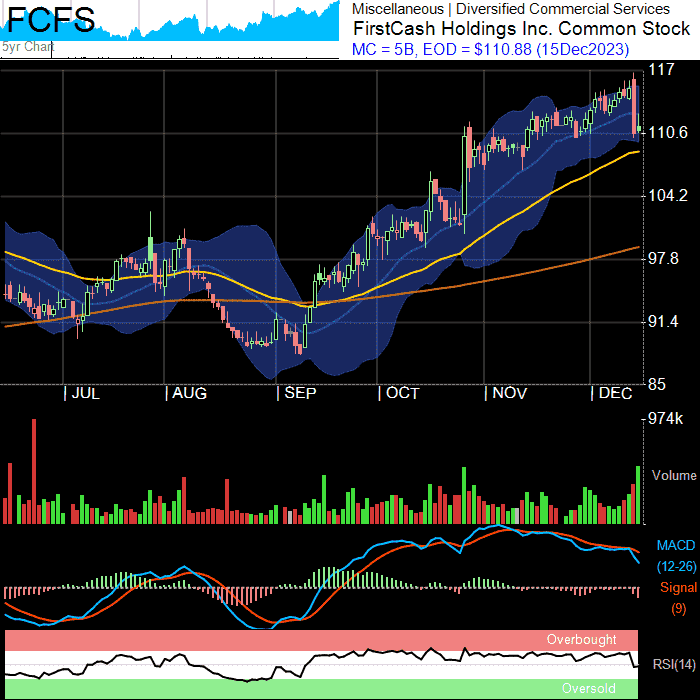 FCFS
5yr Chart
Miscellaneous | Diversified Commercial Services
FirstCash Holdings Inc. Common Stock
MC = 5B, EOD = $110.88 (15Dec2023)
117
110.6
104.2
97.8
91.4
85
| JUL | AUG | SEP | OCT | NOV | DEC
974k
Volume
MACD
(12-26)
Signal
(9)
Overbought
RSI(14)
Oversold